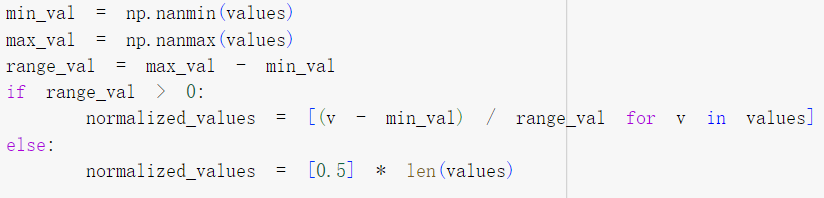 min_val = np.nanmin(values)
max_val = np.nanmax(values)
range_val = max_val - min_val
if range_val > 0:
    normalized_values = [(v - min_val) / range_val for v in values]
else:
    normalized_values = [0.5] * len(values)